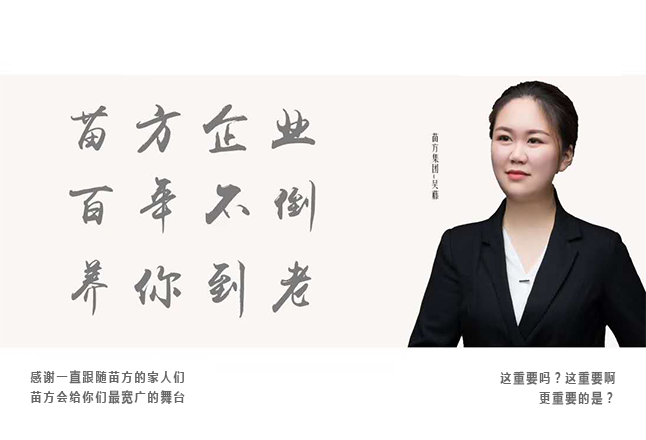 苗方企业
百年不倒
养你到老
苗方集团-吴
感谢一直跟随苗方的家人们
苗方会给你们最宽广的舞台
这重要吗？这重要啊
更重要的是？